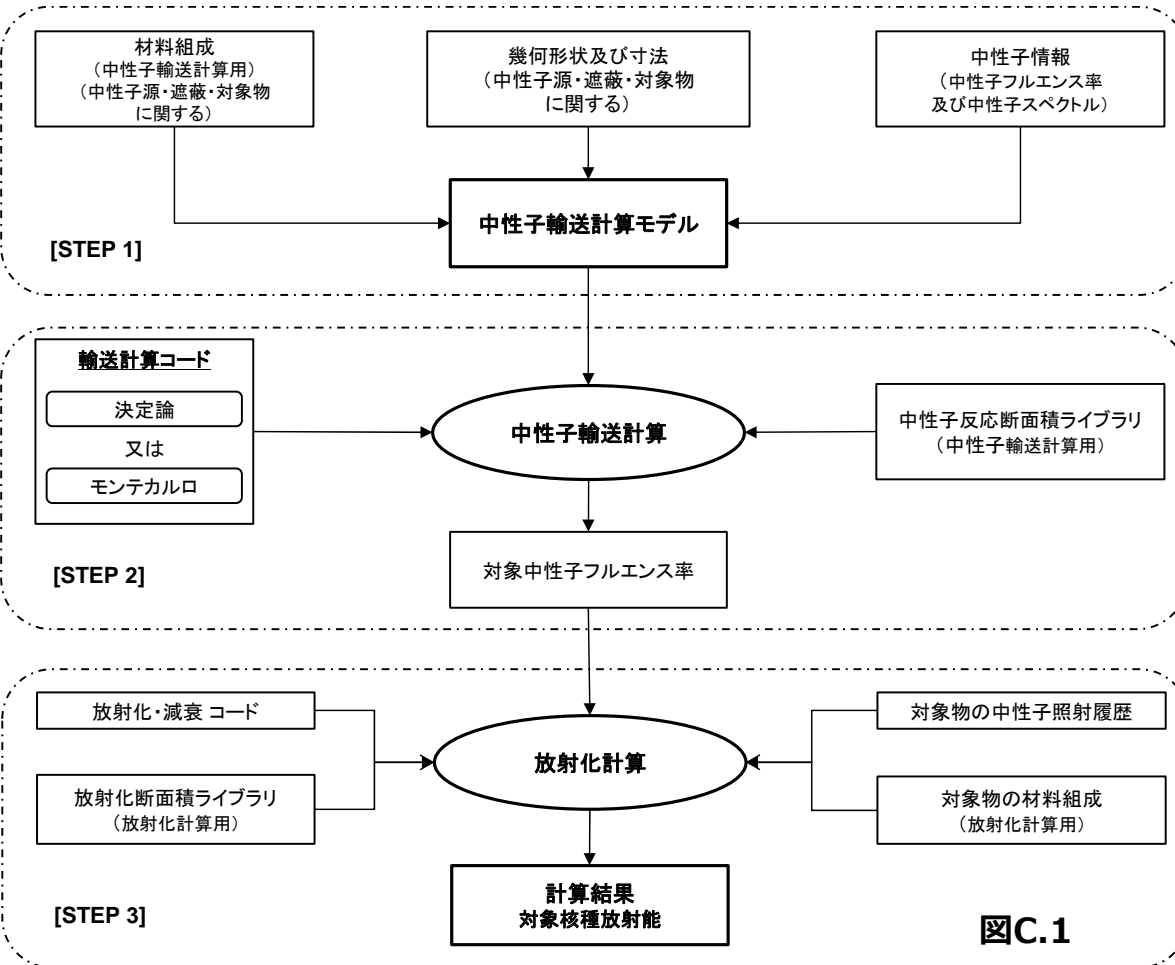 材料組成
（中性子輸送計算用）
（中性子源・遮蔽・対象物
に関する）
幾何形状及び寸法
（中性子源・遮蔽・対象物
に関する）
中性子情報
（中性子フルエンス率
及び中性子スペクトル）
中性子輸送計算モデル
[STEP 1]
輸送計算コード
決定論
又は
モンテカルロ
中性子輸送計算
中性子反応断面積ライブラリ
（中性子輸送計算用）
対象中性子フルエンス率
[STEP 2]
放射化・減衰 コード
放射化断面積ライブラリ
（放射化計算用）
放射化計算
対象物の中性子照射履歴
対象物の材料組成
（放射化計算用）
計算結果
対象核種放射能
[STEP 3]
図C.1